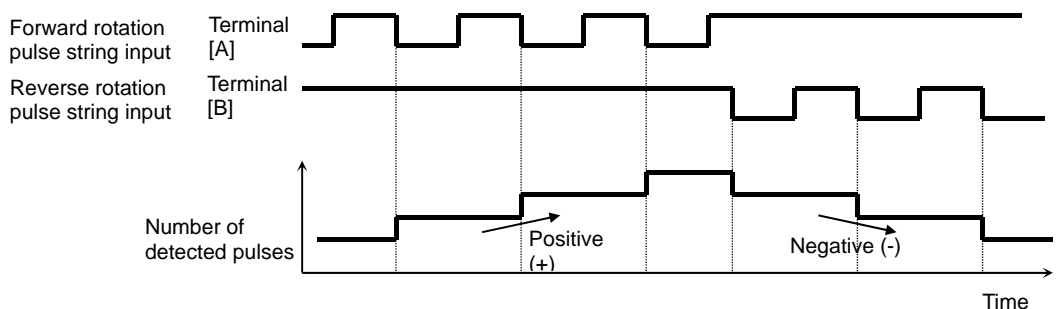 Forward rotation
pulse string input
Terminal
[A]
Reverse rotation
pulse string input
Terminal
[B]
Number of
detected pulses
Positive
(+)
Negative (-)
Time